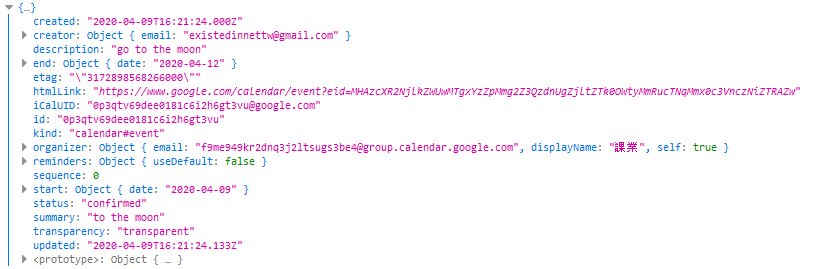 {…}
created: "2020-04-09T16:21:24.000Z"
creator: Object { email: "existedinnettw@gmail.com" }
description: "go to the moon"
end: Object { date: "2020-04-12" }
etag: "\"3172898568266000\""
htmlLink: "https://www.google.com/calendar/event?eid=MHAzcXR2NjlkZWUwMTgxYzZpMmg2Z3QzdnUgZjltZTk0OWtyMmRucTNqMmx0c3VnczNiZTRAZw"
iCalUID: "0p3qtv69dee0181c6i2h6gt3vu@google.com"
id: "0p3qtv69dee0181c6i2h6gt3vu"
kind: "calendar#event"
organizer: Object { email: "f9me949kr2dnq3j2ltsugs3be4@group.calendar.google.com", displayName: "課業", self: true }
reminders: Object { useDefault: false }
sequence: 0
start: Object { date: "2020-04-09" }
status: "confirmed"
summary: "to the moon"
transparency: "transparent"
updated: "2020-04-09T16:21:24.133Z"
<prototype>: Object { … }